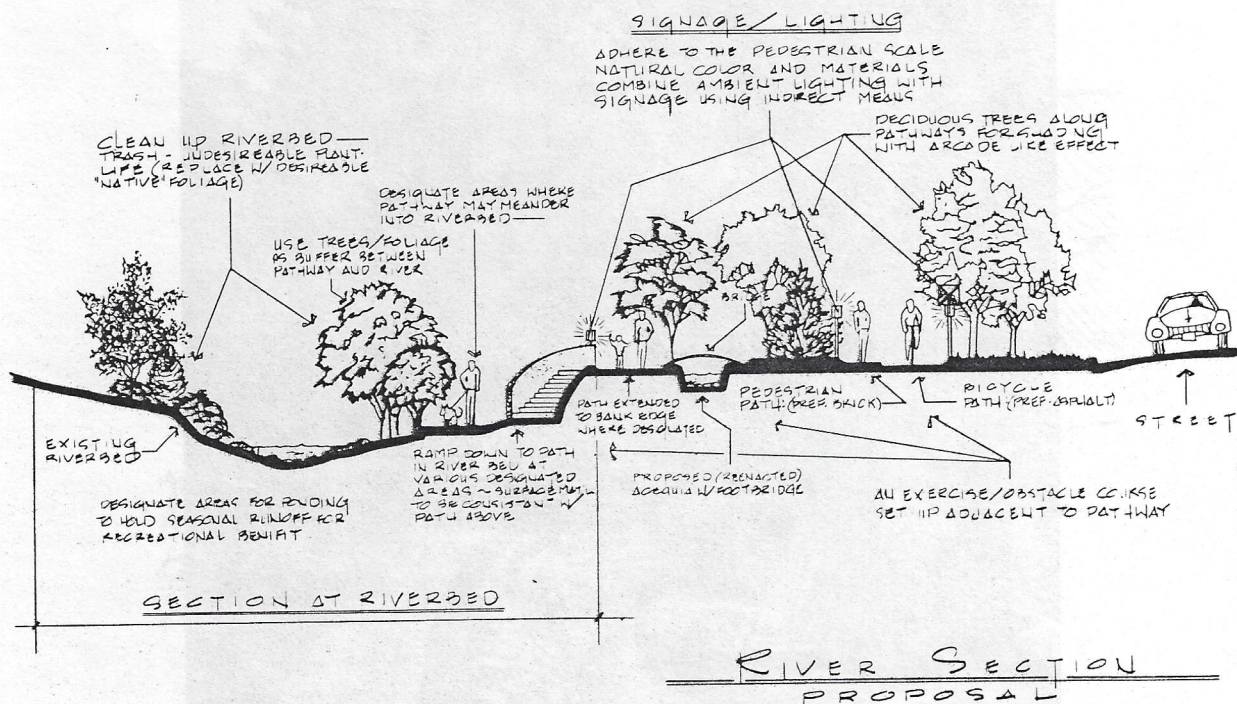 SIGNAGE/LIGHTING
ADHERE TO THE PEDESTRIAN SCALE
NATURAL COLOR AND MATERIALS
COMBINE AMBIENT LIGHTING WITH
SIGNAGE USING INDIRECT MEANS
DECIDUOUS TREES ALONG
PATHWAYS FOR SHADING
WITH ARCADE LIKE EFFECT
CLEAN UP RIVERBED
TRASH - UNDESIREABLE PLANT-
LIFE (REPLACE W/ DESIREABLE
"NATIVE" FOLIAGE)
DESIGNATE AREAS WHERE
PATHWAY MAY MEANDER
INTO RIVERBED
USE TREES/FOLIAGE
AS BUFFER BETWEEN
PATHWAY AND RIVER
BRIDGE
EXISTING
RIVERBED
DESIGNATE AREAS FOR PONDING
TO HOLD SEASONAL RUNOFF FOR
RECREATIONAL BENIFIT
RAMP DOWN TO PATH
IN RIVER BED AT
VARIOUS DESIGNATED
AREAS ~ SURFACE MAT'L
TO BE CONSISTANT W/
PATH ABOVE
PATH EXTENDED
TO BANK EDGE
WHERE DESIGNATED
PROPOSED (REENACTED)
ACEQUIA W/FOOTBRIDGE
PEDESTRIAN
PATH: (PREF. BRICK)
BICYCLE
PATH (PREF. ASPHALT)
STREET
AN EXERCISE/OBSTACLE COURSE
SET UP ADJACENT TO PATHWAY
SECTION AT RIVERBED
RIVER SECTION
PROPOSAL